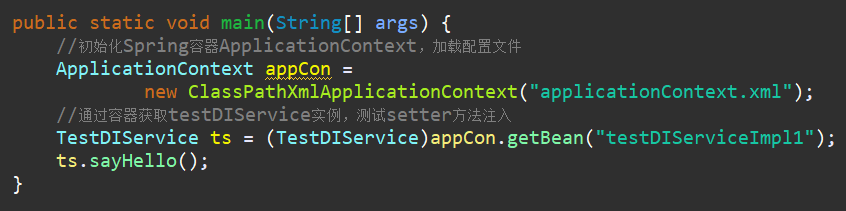 public static void main(String[] args) {
//初始化Spring容器ApplicationContext，加载配置文件
ApplicationContext appCon =
new ClassPathXmlApplicationContext("applicationContext.xml");
//通过容器获取testDIService实例，测试setter方法注入
TestDIService ts = (TestDIService)appCon.getBean("testDIServiceImpl1");
ts.sayHello();
}